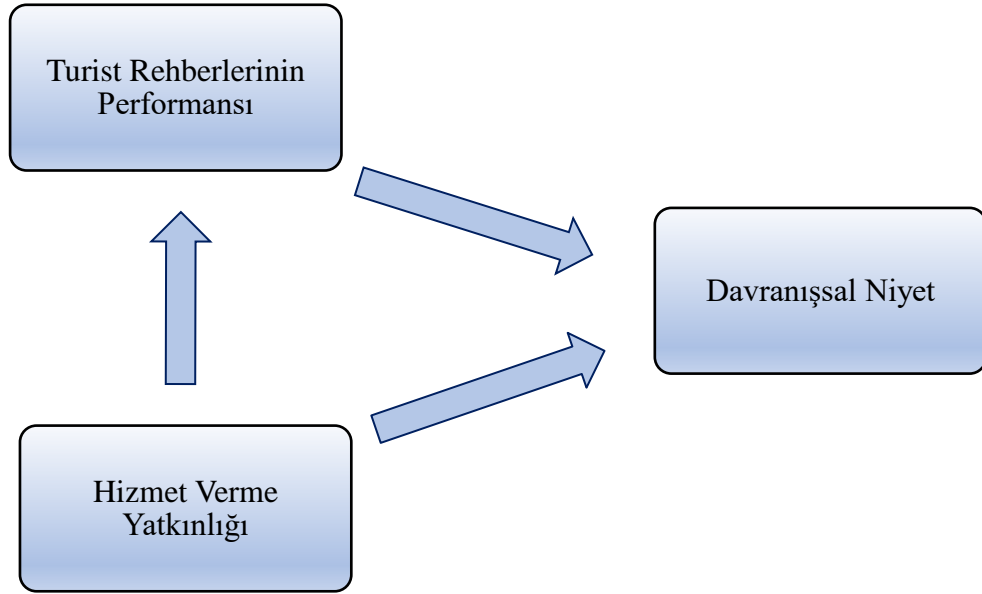 Turist Rehberlerinin
Performansı
Davranışsal Niyet
Hizmet Verme
Yatkınlığı